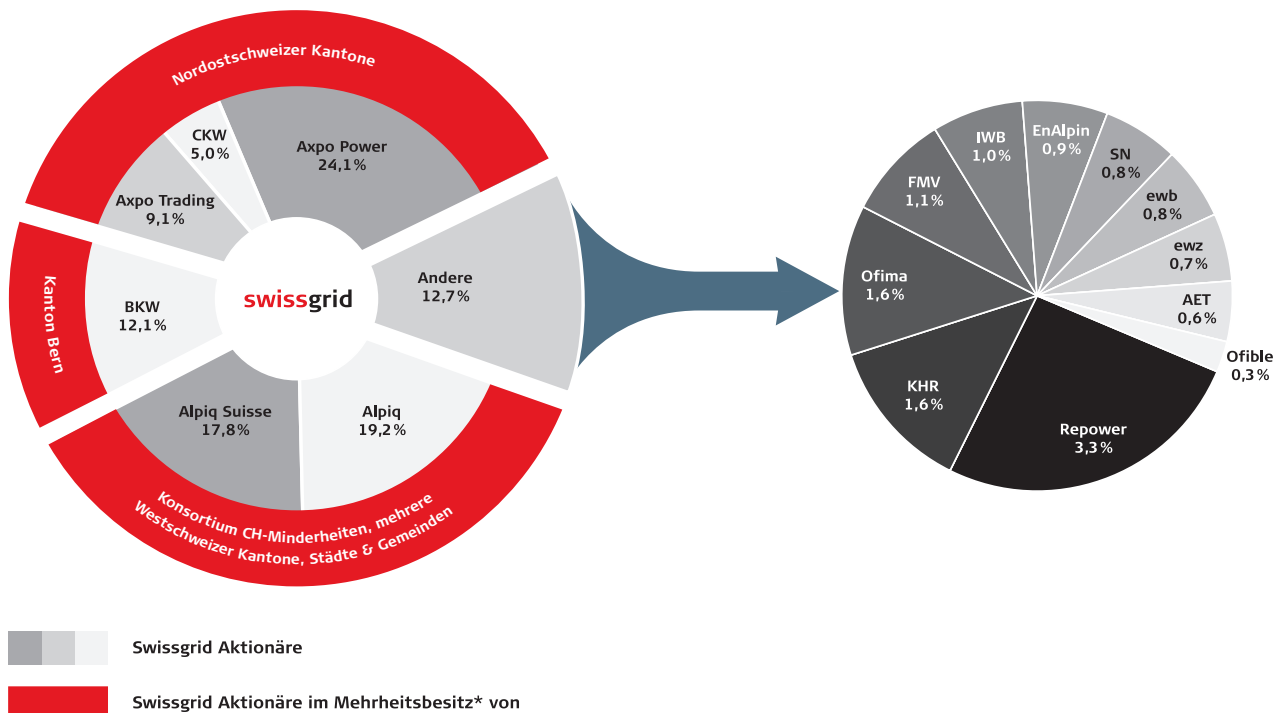 Nordostschweizer Kantone
CKW
5,0%
Axpo Power
24,1%
Axpo Trading
9,1%
Andere
12,7%
swissgrid
BKW
12,1%
Kanton Bern
Alpiq Suisse
17,8%
Alpiq
19,2%
Konsortium CH-Minderheiten, mehrere
Westschweizer Kantone, Städte & Gemeinden
IWB
1,0%
EnAlpin
0,9%
SN
0,8%
FMV
1,1%
ewb
0,8%
ewz
0,7%
Ofima
1,6%
AET
0,6%
Ofible
0,3%
KHR
1,6%
Repower
3,3%
Swissgrid Aktionäre
Swissgrid Aktionäre im Mehrheitsbesitz* von